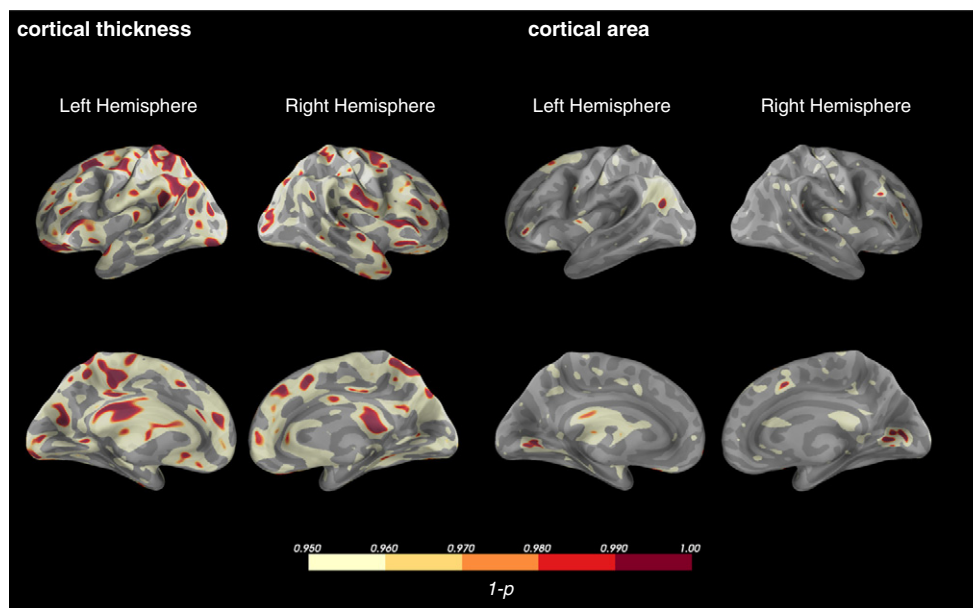 cortical thickness
cortical area
Left Hemisphere
Right Hemisphere
Left Hemisphere
Right Hemisphere
0.950 0.960 0.970 0.980 0.990 1.00
1-p